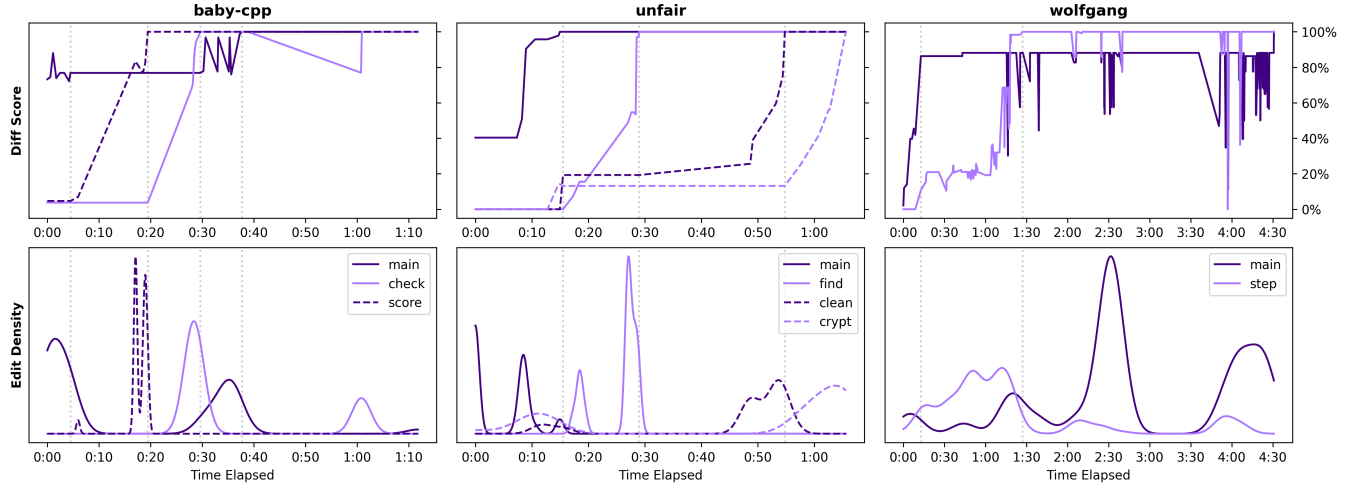 baby-cpp
unfair
wolfgang
Diff Score
100%
80%
60%
40%
20%
0%
0:00 0:10 0:20 0:30 0:40 0:50 1:00 1:10
0:00 0:10 0:20 0:30 0:40 0:50 1:00
0:00 0:30 1:00 1:30 2:00 2:30 3:00 3:30 4:00 4:30
Edit Density
main
check
score
main
find
clean
crypt
main
step
0:00 0:10 0:20 0:30 0:40 0:50 1:00 1:10
0:00 0:10 0:20 0:30 0:40 0:50 1:00
0:00 0:30 1:00 1:30 2:00 2:30 3:00 3:30 4:00 4:30
Time Elapsed
Time Elapsed
Time Elapsed